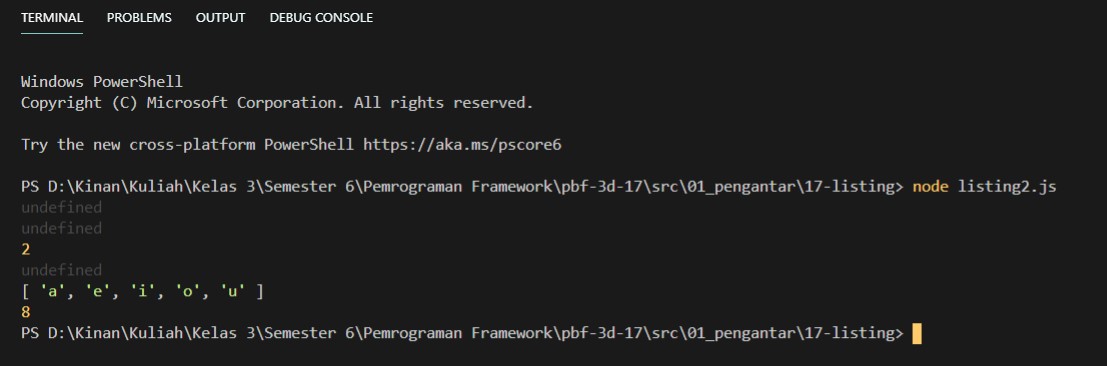 TERMINAL PROBLEMS OUTPUT DEBUG CONSOLE
Windows PowerShell
Copyright (C) Microsoft Corporation. All rights reserved.
Try the new cross-platform PowerShell https://aka.ms/pscore6
PS D:\Kinan\Kuliah\Kelas 3\Semester 6\Pemrograman Framework\pbf-3d-17\src\01_pengantar\17-listing> node listing2.js
undefined
undefined
2
undefined
[ 'a', 'e', 'i', 'o', 'u' ]
8
PS D:\Kinan\Kuliah\Kelas 3\Semester 6\Pemrograman Framework\pbf-3d-17\src\01_pengantar\17-listing>